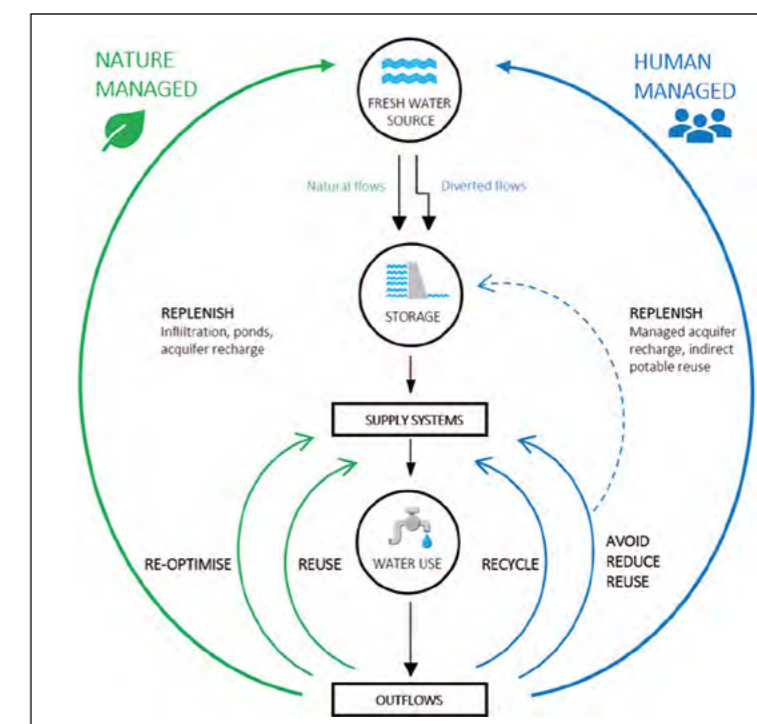 NATURE
MANAGED
HUMAN
MANAGED
FRESH WATER
SOURCE
Natural flows
Diverted flows
STORAGE
REPLENISH
Infliltration, ponds,
acquifer recharge
REPLENISH
Managed acquifer
recharge, indirect
potable reuse
SUPPLY SYSTEMS
RE-OPTIMISE
REUSE
WATER USE
RECYCLE
AVOID
REDUCE
REUSE
OUTFLOWS